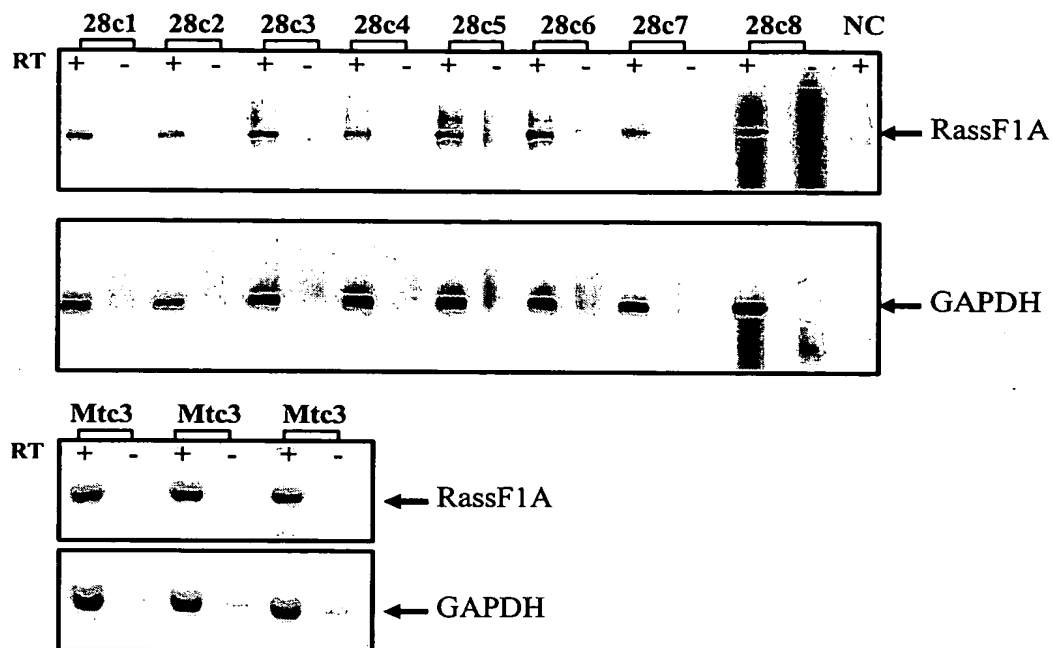 28c1 28c2 28c3 28c4 28c5 28c6 28c7 28c8 NC
RT + - + - + - + - + - + - + - + - +
RassF1A
GAPDH
Mtc3 Mtc3 Mtc3
RT + - + - + -
RassF1A
GAPDH